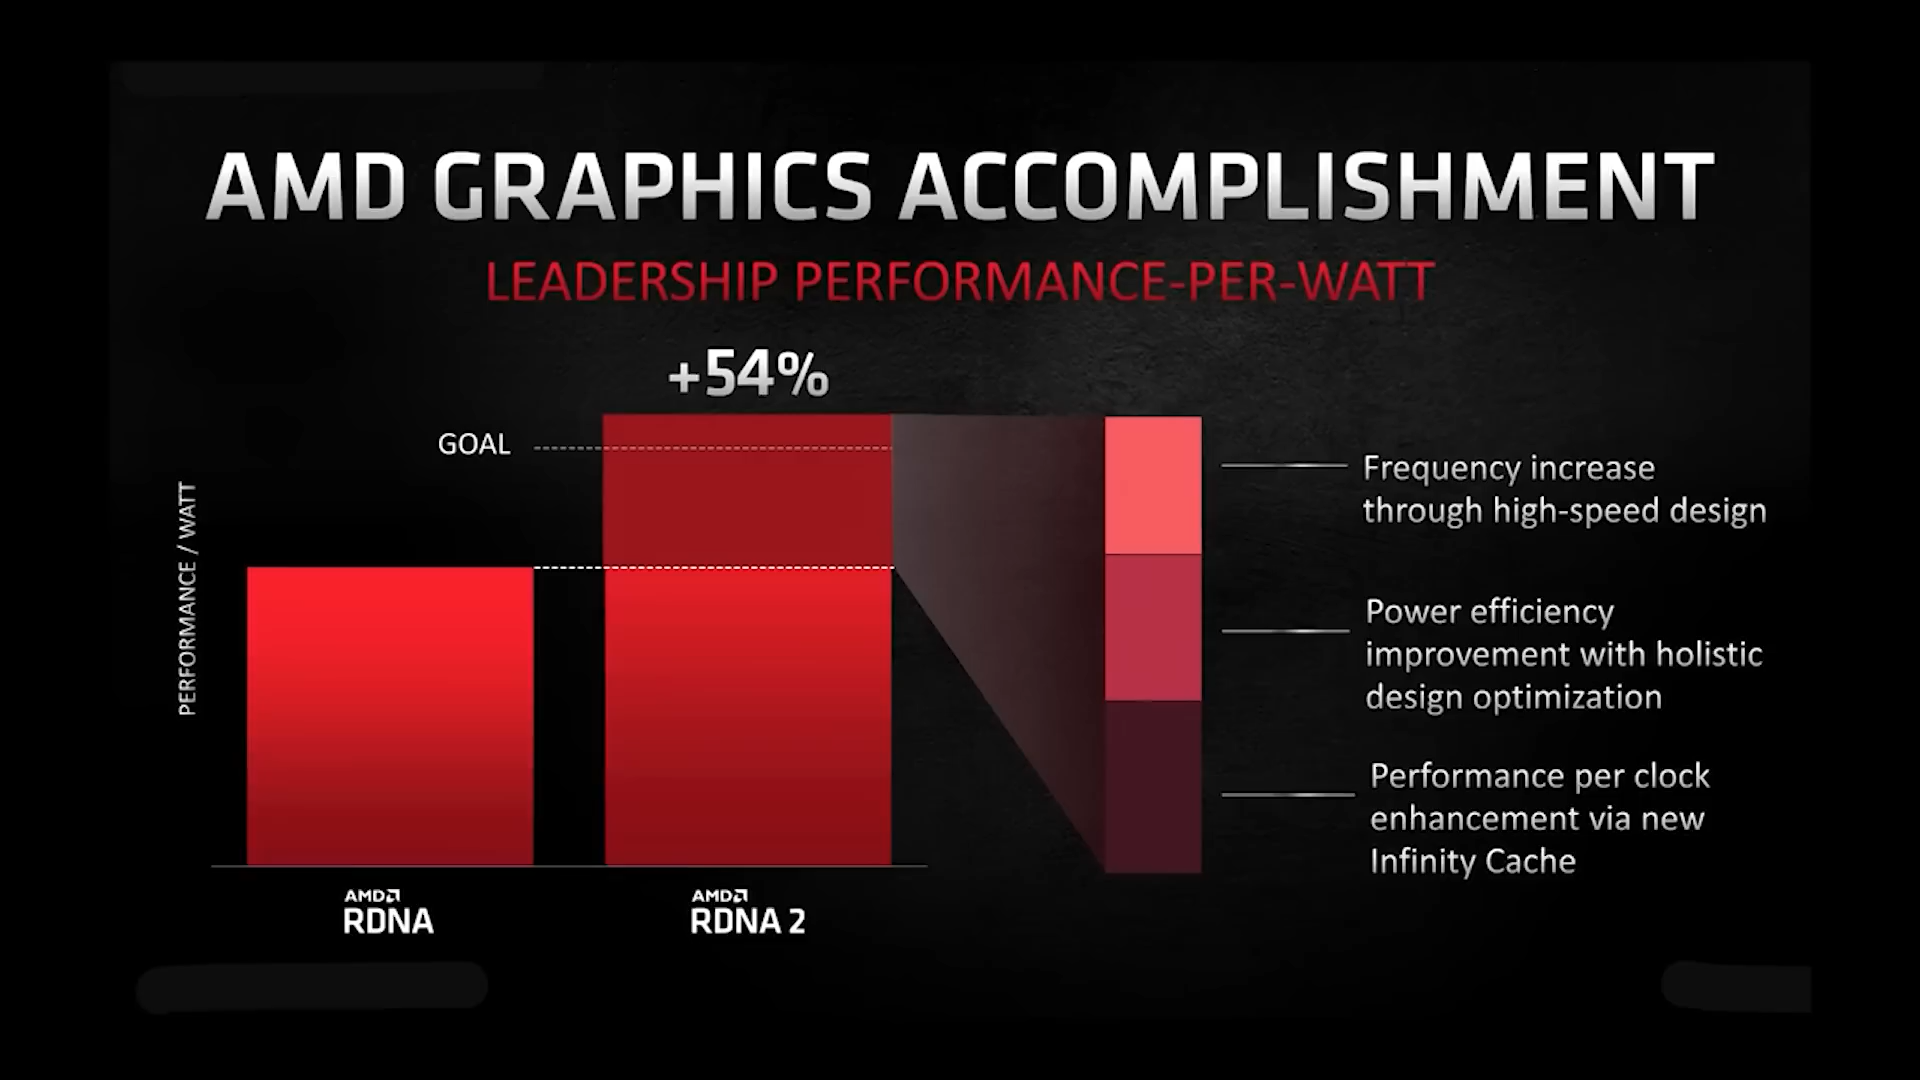 AMD GRAPHICS ACCOMPLISHMENT
LEADERSHIP PERFORMANCE-PER-WATT
+54%
GOAL
PERFORMANCE / WATT
Frequency increase
through high-speed design
Power efficiency
improvement with holistic
design optimization
Performance per clock
enhancement via new
Infinity Cache
AMD
RDNA
AMD
RDNA 2